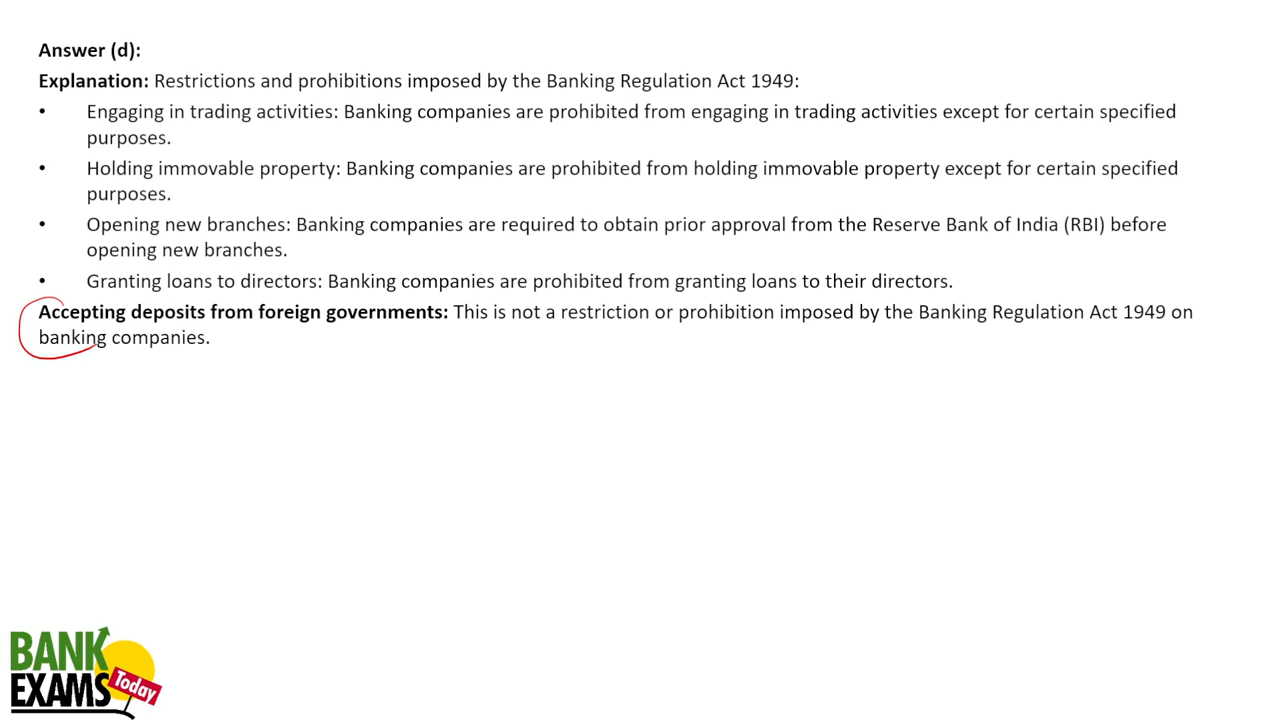 Answer (d):
Explanation: Restrictions and prohibitions imposed by the Banking Regulation Act 1949:
• Engaging in trading activities: Banking companies are prohibited from engaging in trading activities except for certain specified
purposes.
• Holding immovable property: Banking companies are prohibited from holding immovable property except for certain specified
purposes.
• Opening new branches: Banking companies are required to obtain prior approval from the Reserve Bank of India (RBI) before
opening new branches.
• Granting loans to directors: Banking companies are prohibited from granting loans to their directors.
Accepting deposits from foreign governments: This is not a restriction or prohibition imposed by the Banking Regulation Act 1949 on
banking companies.
BANK
EXAMS
Today